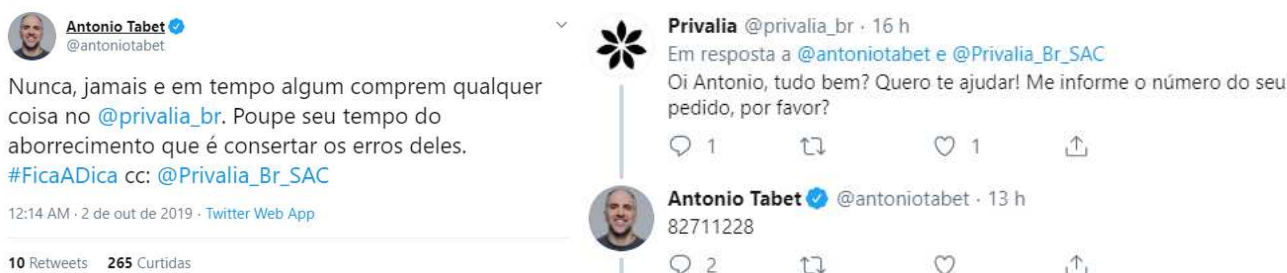 Antonio Tabet
@antoniotabet
Nunca, jamais e em tempo algum comprem qualquer
coisa no @privalia_br. Poupe seu tempo do
aborrecimento que é consertar os erros deles.
#FicaADica cc: @Privalia_Br_SAC
12:14 AM · 2 de out de 2019 · Twitter Web App
10 Retweets 265 Curtidas
Privalia @privalia_br · 16 h
Em resposta a @antoniotabet e @Privalia_Br_SAC
Oi Antonio, tudo bem? Quero te ajudar! Me informe o número do seu
pedido, por favor?
1 1
Antonio Tabet @antoniotabet · 13 h
82711228
2